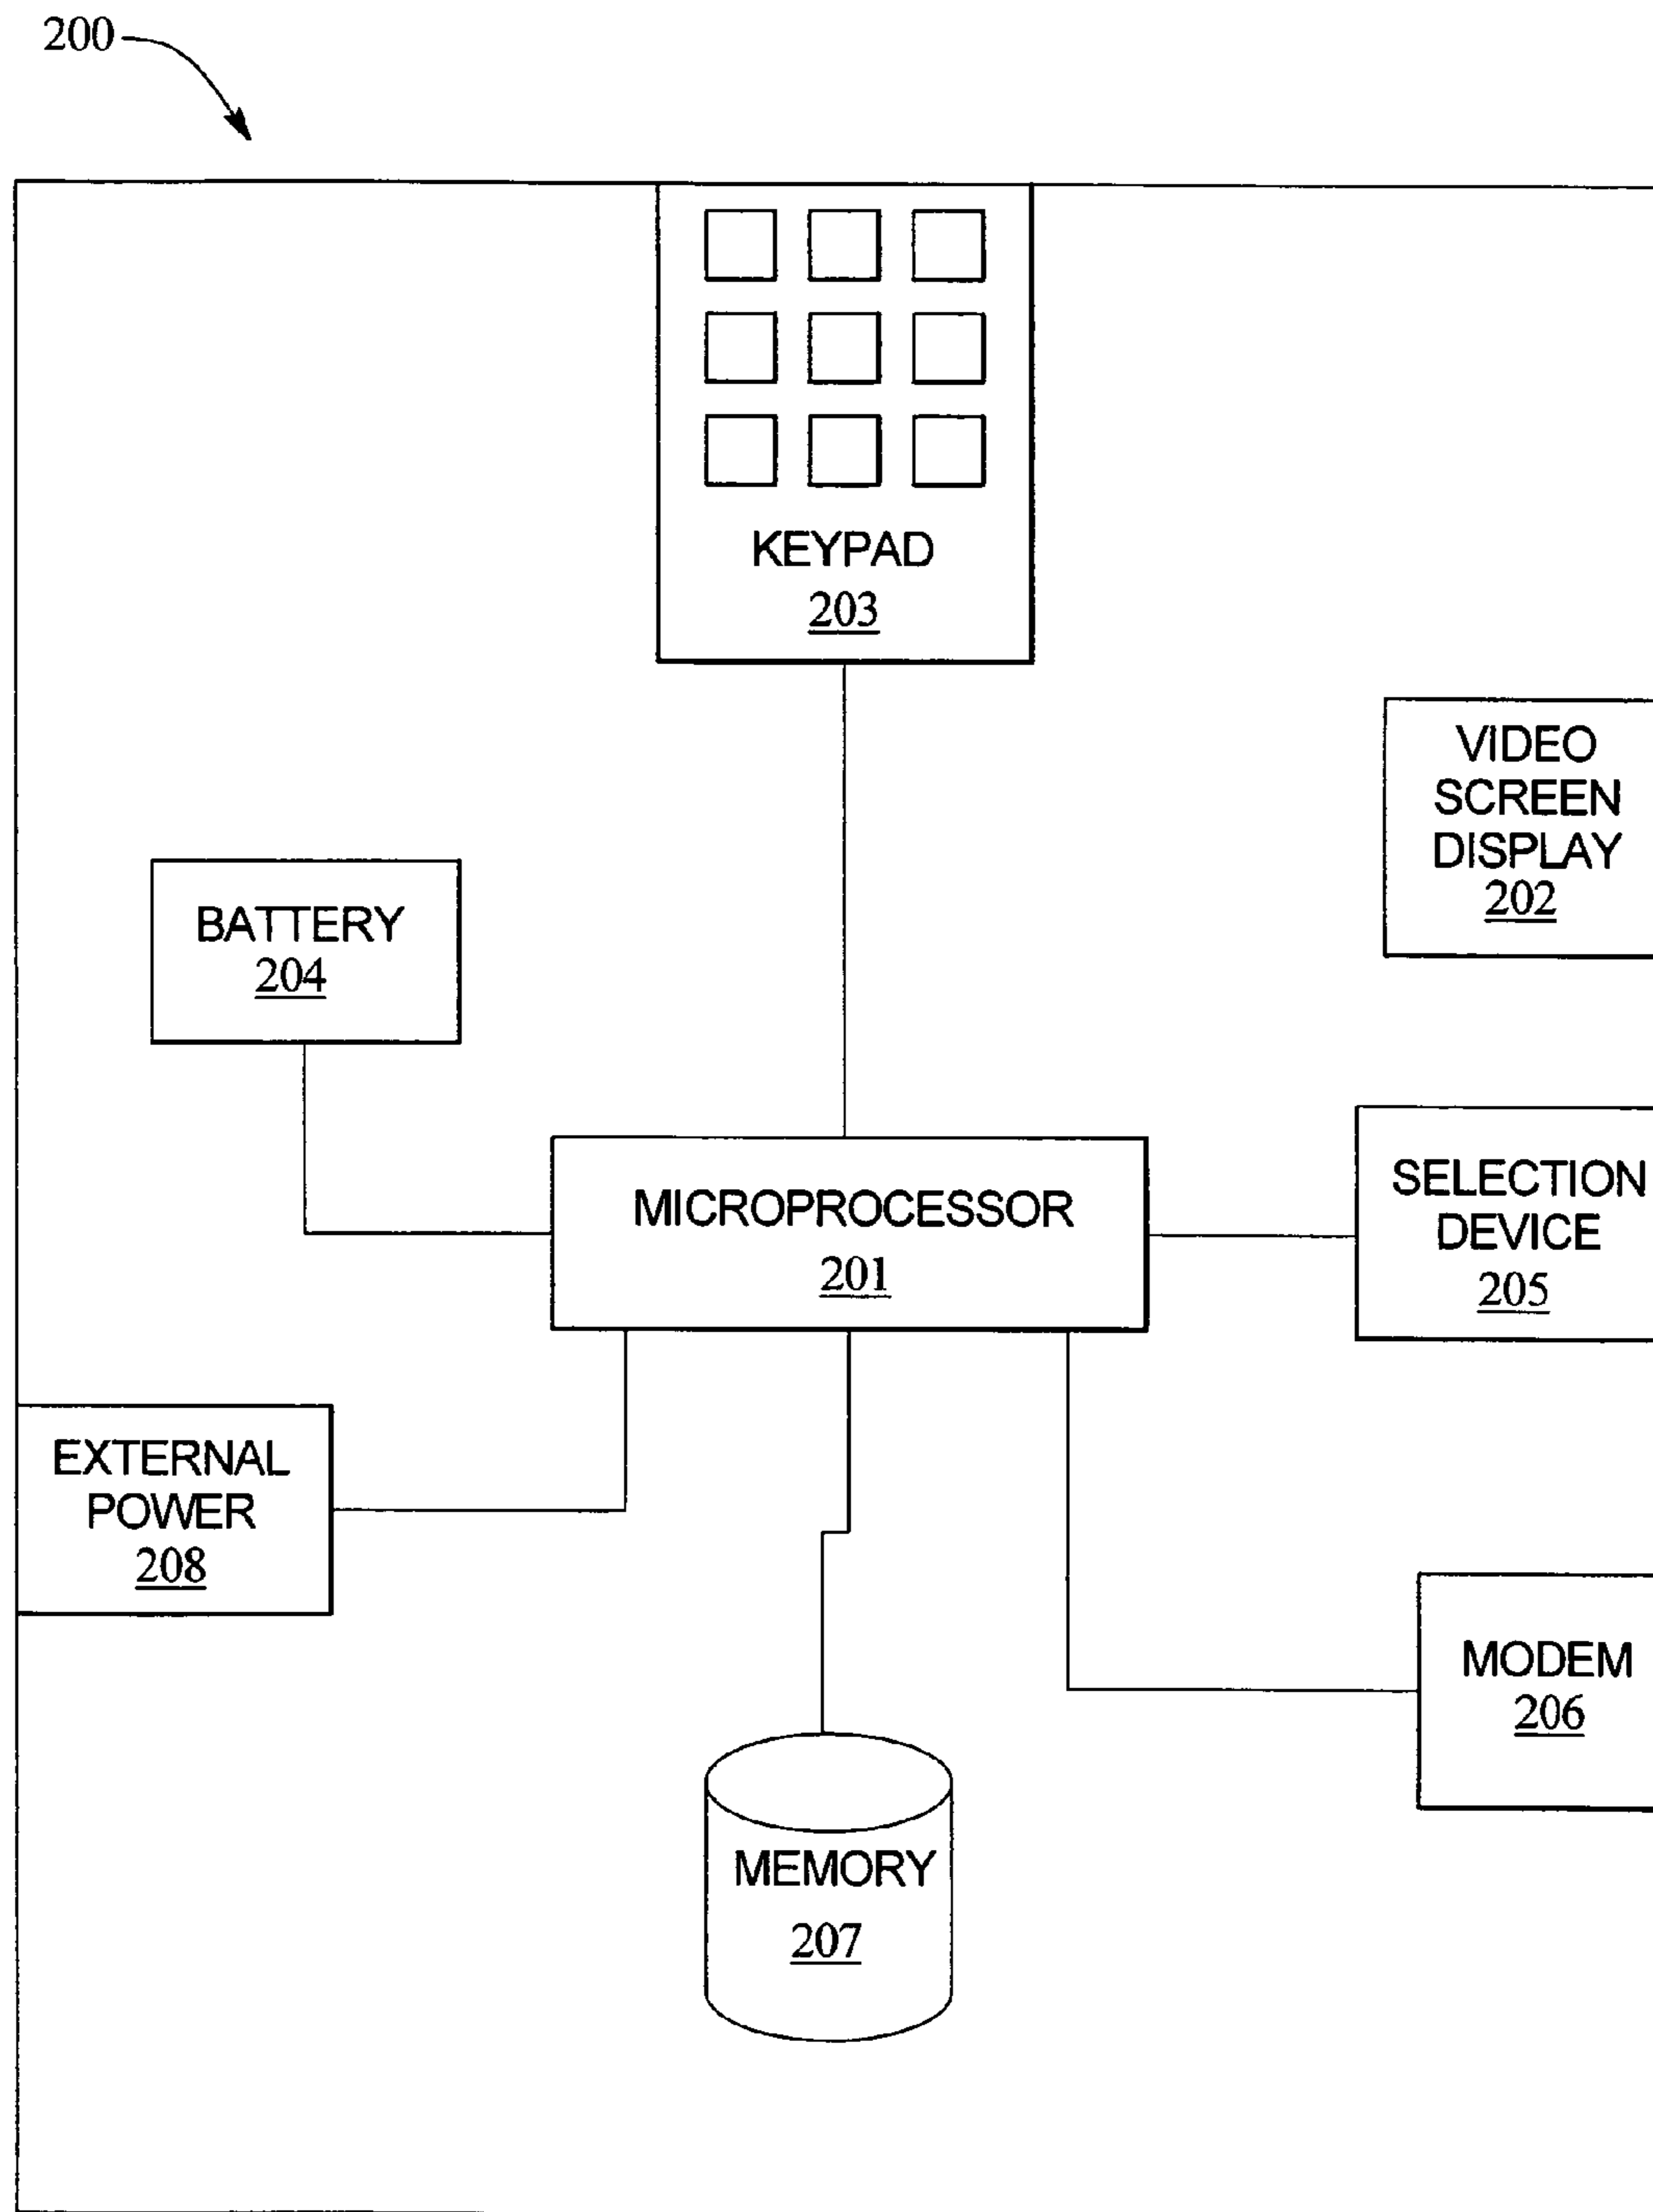 200
KEYPAD
203
VIDEO
SCREEN
DISPLAY
202
BATTERY
204
MICROPROCESSOR
201
SELECTION
DEVICE
205
EXTERNAL
POWER
208
MODEM
206
MEMORY
207